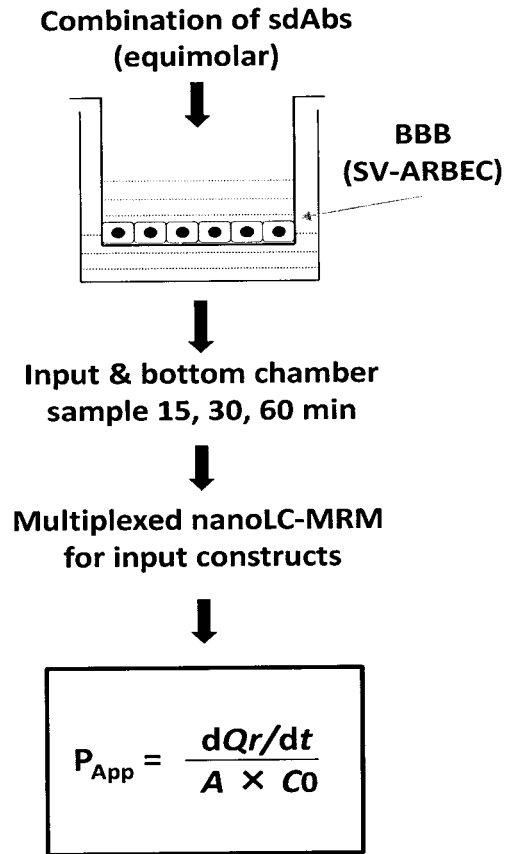 Combination of sdAbs
(equimolar)
BBB
(SV-ARBEC)
Input & bottom chamber
sample 15, 30, 60 min
Multiplexed nanoLC-MRM
for input constructs
P_App = dQr/dt
A × C0